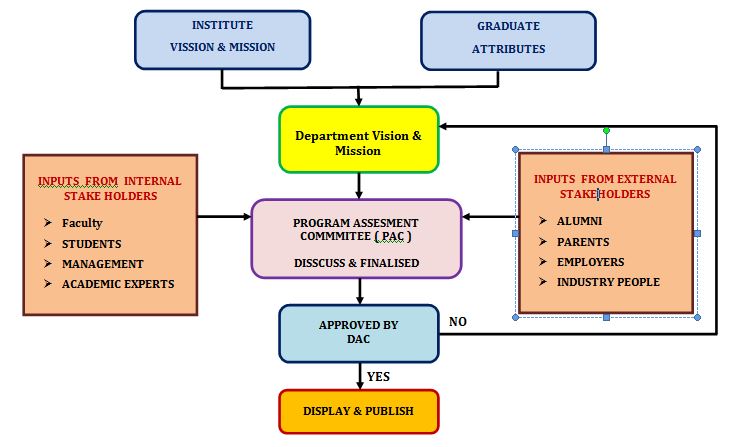 INSTITUTE
VISSION & MISSION
GRADUATE
ATTRIBUTES
Department Vision &
Mission
INPUTS FROM INTERNAL
STAKE HOLDERS
Faculty
STUDENTS
MANAGEMENT
ACADEMIC EXPERTS
PROGRAM ASSESMENT
COMMMITEE ( PAC )
DISSCUSS & FINALISED
INPUTS FROM EXTERNAL
STAKEHOLDERS
ALUMNI
PARENTS
EMPLOYERS
INDUSTRY PEOPLE
APPROVED BY
DAC
NO
YES
DISPLAY & PUBLISH